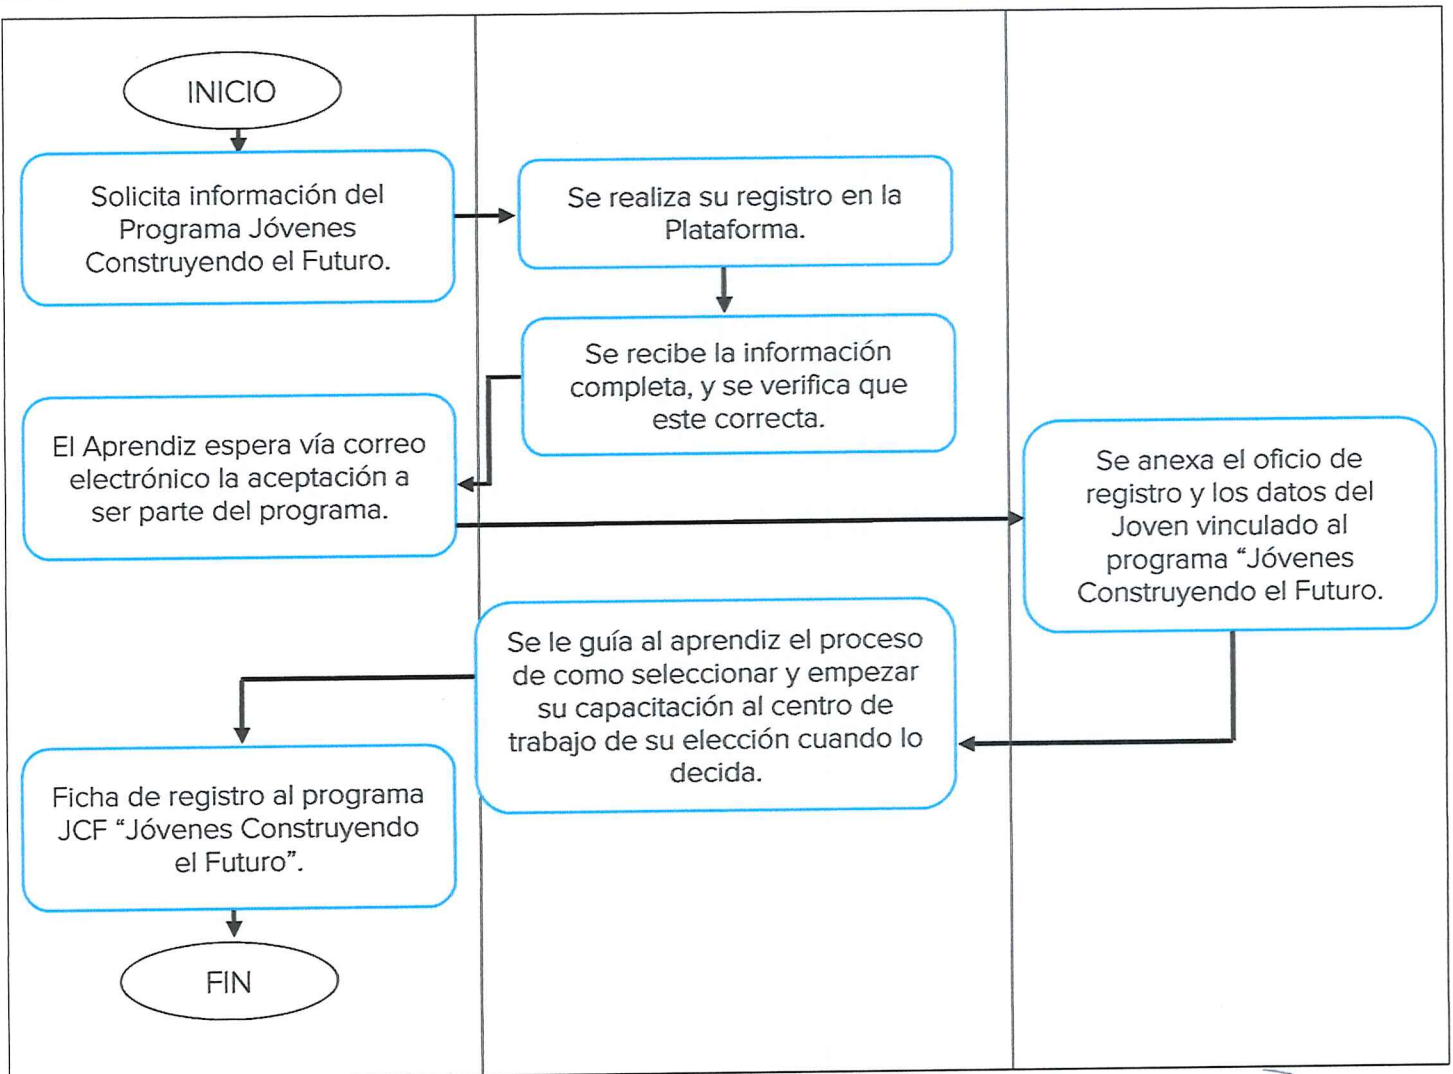 INICIO
Solicita información del
Programa Jóvenes
Construyendo el Futuro.
Se realiza su registro en la
Plataforma.
Se recibe la información
completa, y se verifica que
este correcta.
El Aprendiz espera vía correo
electrónico la aceptación a
ser parte del programa.
Se anexa el oficio de
registro y los datos del
Joven vinculado al
programa “Jóvenes
Construyendo el Futuro.
Se le guía al aprendiz el proceso
de como seleccionar y empezar
su capacitación al centro de
trabajo de su elección cuando lo
decida.
Ficha de registro al programa
JCF “Jóvenes Construyendo
el Futuro”.
FIN